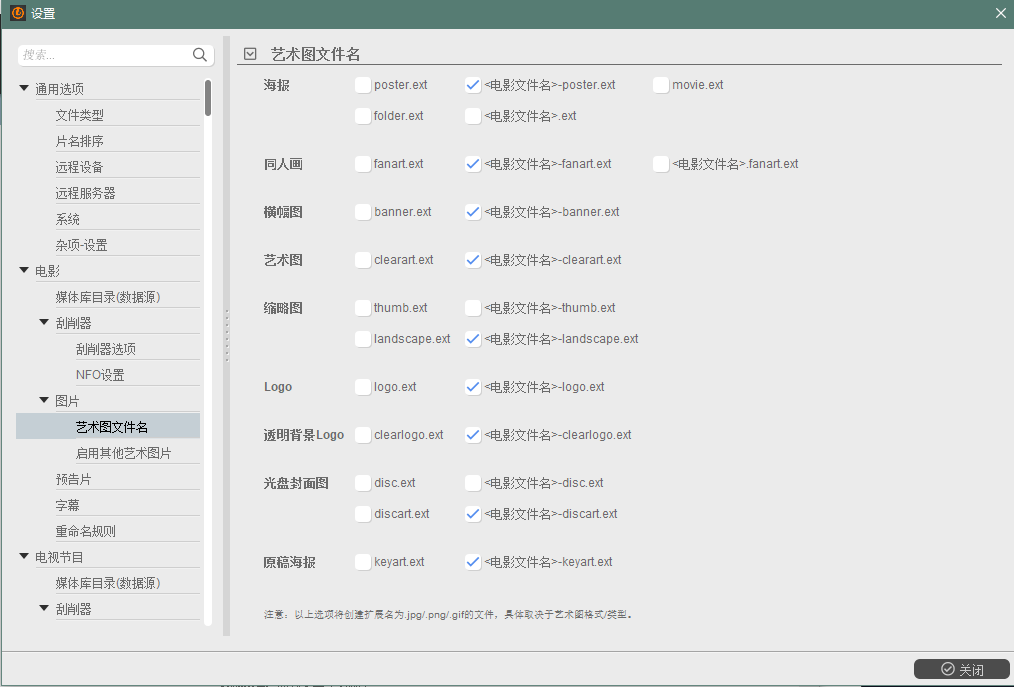 设置
搜索...
通用选项
文件类型
片名排序
远程设备
远程服务器
系统
杂项-设置
电影
媒体库目录(数据源)
刮削器
刮削器选项
NFO设置
图片
艺术图文件名
启用其他艺术图片
预告片
字幕
重命名规则
电视节目
媒体库目录(数据源)
刮削器
艺术图文件名
海报 poster.ext <电影文件名>-poster.ext movie.ext
folder.ext <电影文件名>.ext
同人画 fanart.ext <电影文件名>-fanart.ext <电影文件名>.fanart.ext
横幅图 banner.ext <电影文件名>-banner.ext
艺术图 clearart.ext <电影文件名>-clearart.ext
缩略图 thumb.ext <电影文件名>-thumb.ext
landscape.ext <电影文件名>-landscape.ext
Logo logo.ext <电影文件名>-logo.ext
透明背景Logo clearlogo.ext <电影文件名>-clearlogo.ext
光盘封面图 disc.ext <电影文件名>-disc.ext
discart.ext <电影文件名>-discart.ext
原稿海报 keyart.ext <电影文件名>-keyart.ext
注意：以上选项将创建扩展名为.jpg/.png/.gif的文件，具体取决于艺术图格式/类型。
关闭